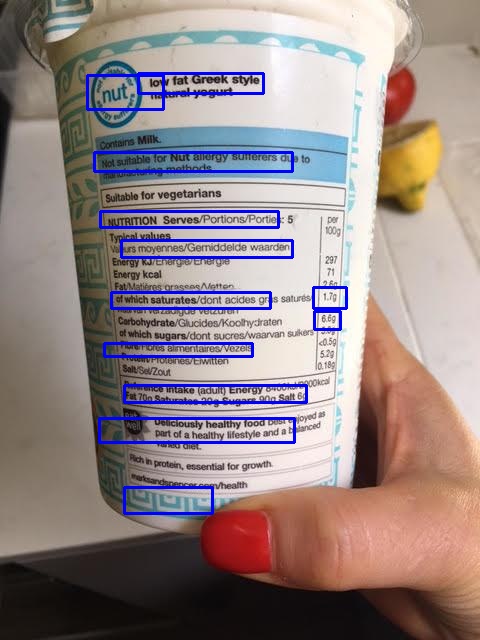 nut
low fat Greek style
natural yogurt
Contains Milk.
Not suitable for Nut allergy sufferers due to
manufacturing methods
Suitable for vegetarians
NUTRITION Serves/Portions/Porties: 5
per
100g
Typical values
Valeurs moyennes/Gemiddelde waarden
Energy kJ/Energie/Energie 297
Energy kcal 71
Fat/Matières grasses/Vetten 2.6g
of which saturates/dont acides gras saturés/ 1.7g
waarvan verzadigde vetzuren
Carbohydrate/Glucides/Koolhydraten 6.6g
of which sugars/dont sucres/waarvan suikers
Fibre/Fibres alimentaires/Vezels <0.5g
Protein/Protéines/Eiwitten 5.2g
Salt/Sel/Zout 0.18g
Reference intake (adult) Energy 8400kJ/2000kcal
Fat 70g Saturates 20g Sugars 90g Salt 6g
eat well
Deliciously healthy food best enjoyed as
part of a healthy lifestyle and a balanced
varied diet.
Rich in protein, essential for growth.
marksandspencer.com/health